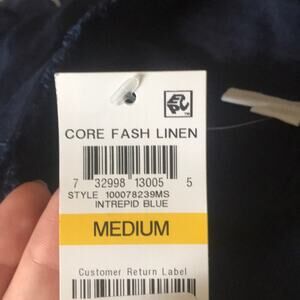 CORE FASH LINEN
7 32998 13005 5
STYLE 100078239MS
INTREPID BLUE
MEDIUM
Customer Return Label